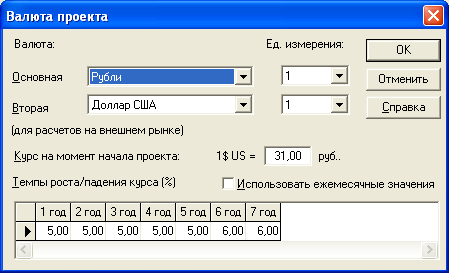 Валюта проекта
Валюта: Ед. измерения: OK
Основная Рубли 1 Отменить
Вторая Доллар США 1 Справка
(для расчетов на внешнем рынке)
Курс на момент начала проекта: 1$ US = 31,00 руб..
Темпы роста/падения курса (%) Использовать ежемесячные значения
1 год 2 год 3 год 4 год 5 год 6 год 7 год
5,00 5,00 5,00 5,00 5,00 6,00 6,00